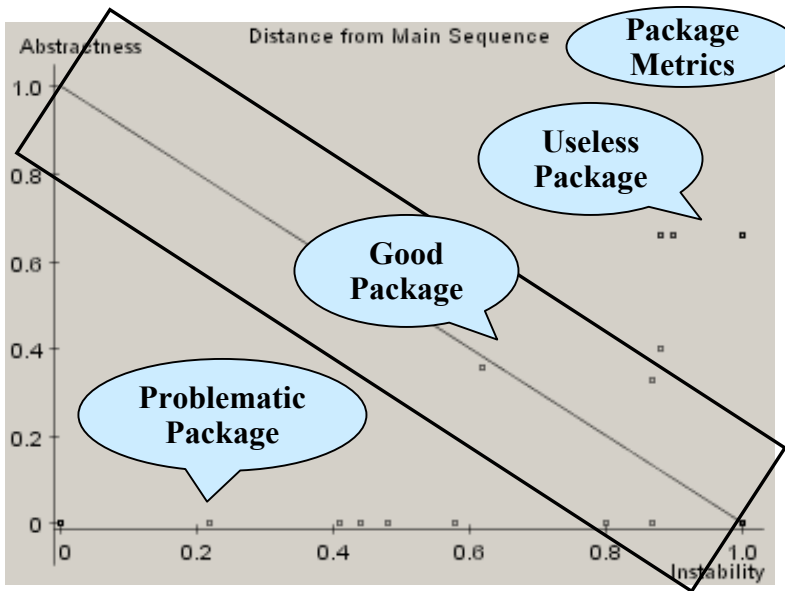 Distance from Main Sequence
Abstractness
Package
Metrics
Useless
Package
Good
Package
Problematic
Package
1.0
0.8
0.6
0.4
0.2
0
0
0.2
0.4
0.6
0.8
1.0
Instability